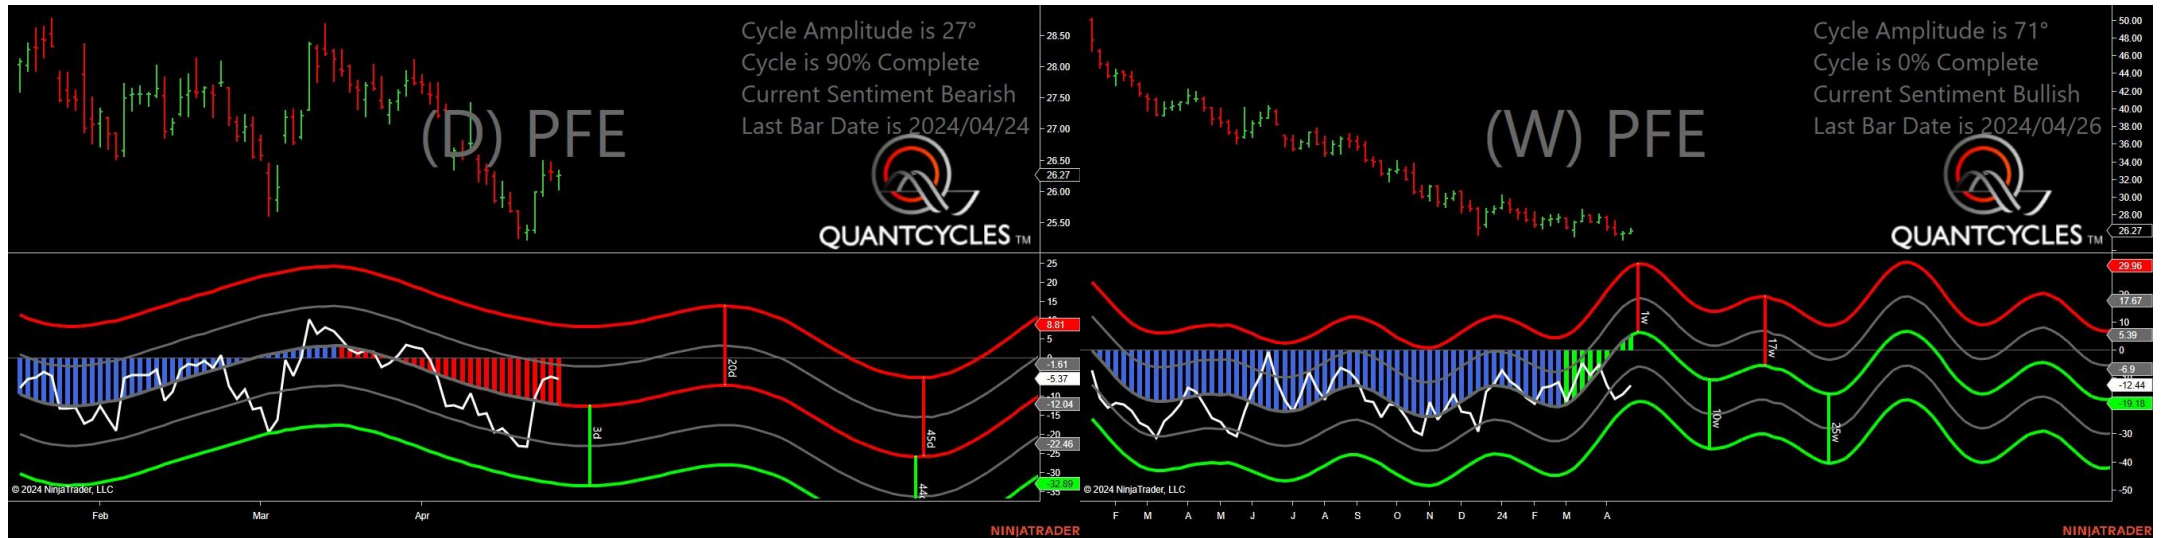 Cycle Amplitude is 27°
Cycle is 90% Complete
Current Sentiment Bearish
Last Bar Date is 2024/04/24
(D) PFE
QUANTCYCLES TM
28.50
28.00
27.50
27.00
26.50
26.27
26.00
25.50
25
20
15
10
5
0
8.81
-1.61
-5.37
-10
-12.04
-15
-20
-22.46
-25
-30
-32.89
-35
3d
20d
45d
44d
© 2024 NinjaTrader, LLC
Feb
Mar
Apr
NINJATRADER
Cycle Amplitude is 71°
Cycle is 0% Complete
Current Sentiment Bullish
Last Bar Date is 2024/04/26
(W) PFE
QUANTCYCLES TM
50.00
48.00
46.00
44.00
42.00
40.00
38.00
36.00
34.00
32.00
30.00
28.00
26.27
29.96
20
17.67
10
5.39
0
-6.9
-12.44
-19.18
-30
-40
-50
1w
10w
17w
25w
© 2024 NinjaTrader, LLC
F
M
A
M
J
J
A
S
O
N
D
24
F
M
A
NINJATRADER